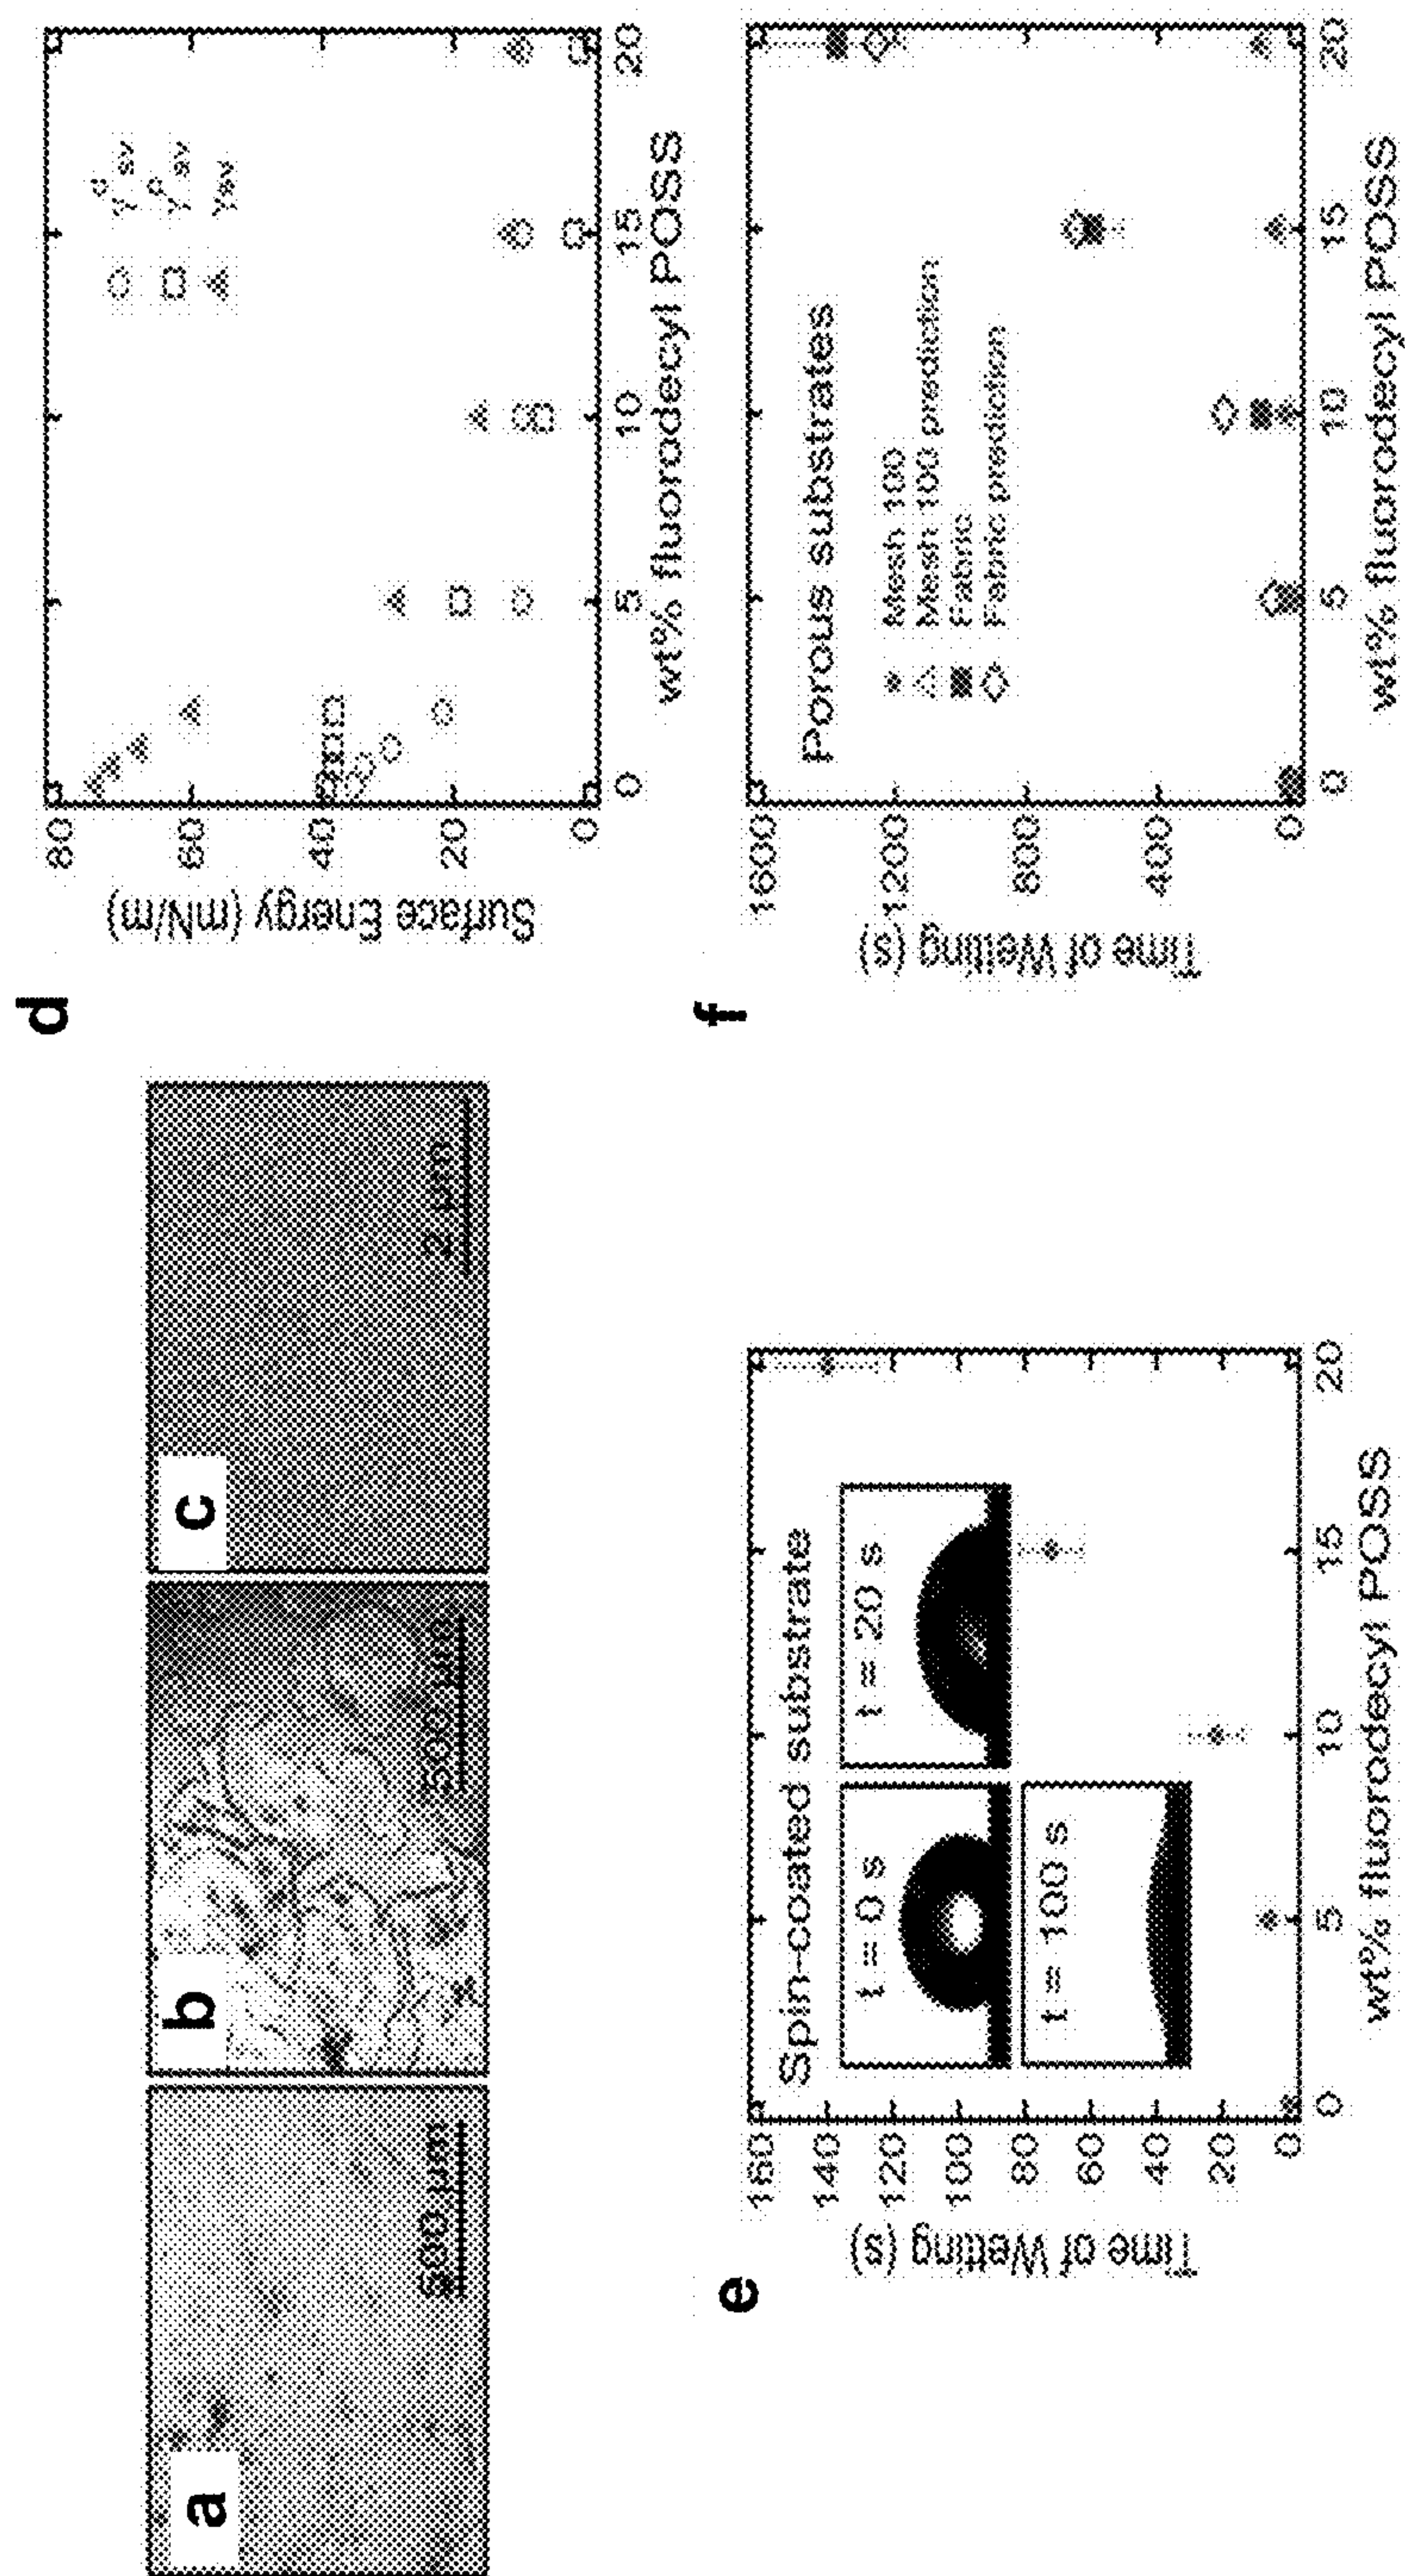 a
500 µm
b
500 µm
c
2 µm
d
Surface Energy (mN/m)
80
60
40
20
0
γᵈsv
γᵖsv
γsv
0 5 10 15 20
wt% fluorodecyl POSS
e
Time of Wetting (s)
160
140
120
100
80
60
40
20
0
Spin-coated substrate
t = 0 s
t = 20 s
t = 100 s
0 5 10 15 20
wt% fluorodecyl POSS
f
Time of Wetting (s)
1600
1200
800
400
0
Porous substrates
Mesh 100
Mesh 100 prediction
Fabric
Fabric prediction
0 5 10 15 20
wt% fluorodecyl POSS